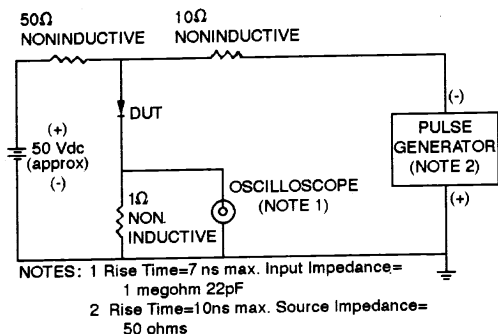 50Ω
NONINDUCTIVE
10Ω
NONINDUCTIVE
DUT
(+)
50 Vdc
(approx)
(-)
1Ω
NON.
INDUCTIVE
OSCILLOSCOPE
(NOTE 1)
(-)
PULSE
GENERATOR
(NOTE 2)
(+)
NOTES: 1 Rise Time=7 ns max. Input Impedance=
1 megohm 22pF
2 Rise Time=10ns max. Source Impedance=
50 ohms